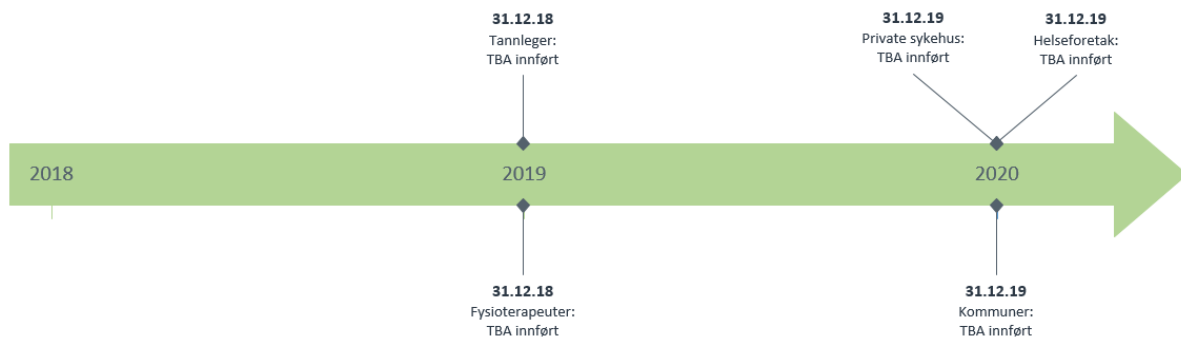 31.12.18
Tannleger:
TBA innført
31.12.19
Private sykehus:
TBA innført
31.12.19
Helseforetak:
TBA innført
2018
2019
2020
31.12.18
Fysioterapeuter:
TBA innført
31.12.19
Kommuner:
TBA innført